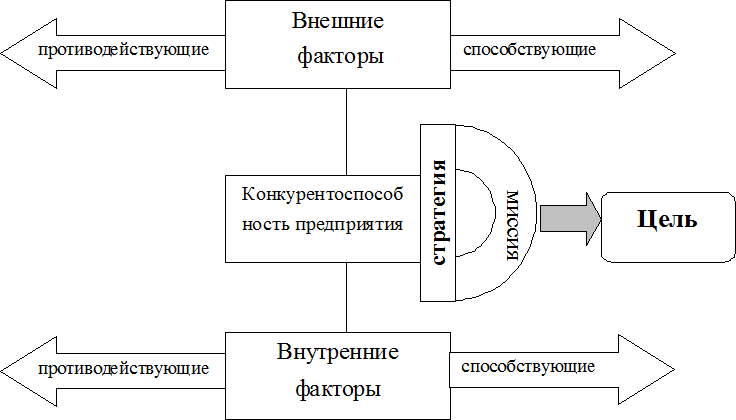 Внешние
факторы
противодействующие
способствующие
Конкурентоспособ
ность предприятия
стратегия
миссия
Цель
Внутренние
факторы
противодействующие
способствующие